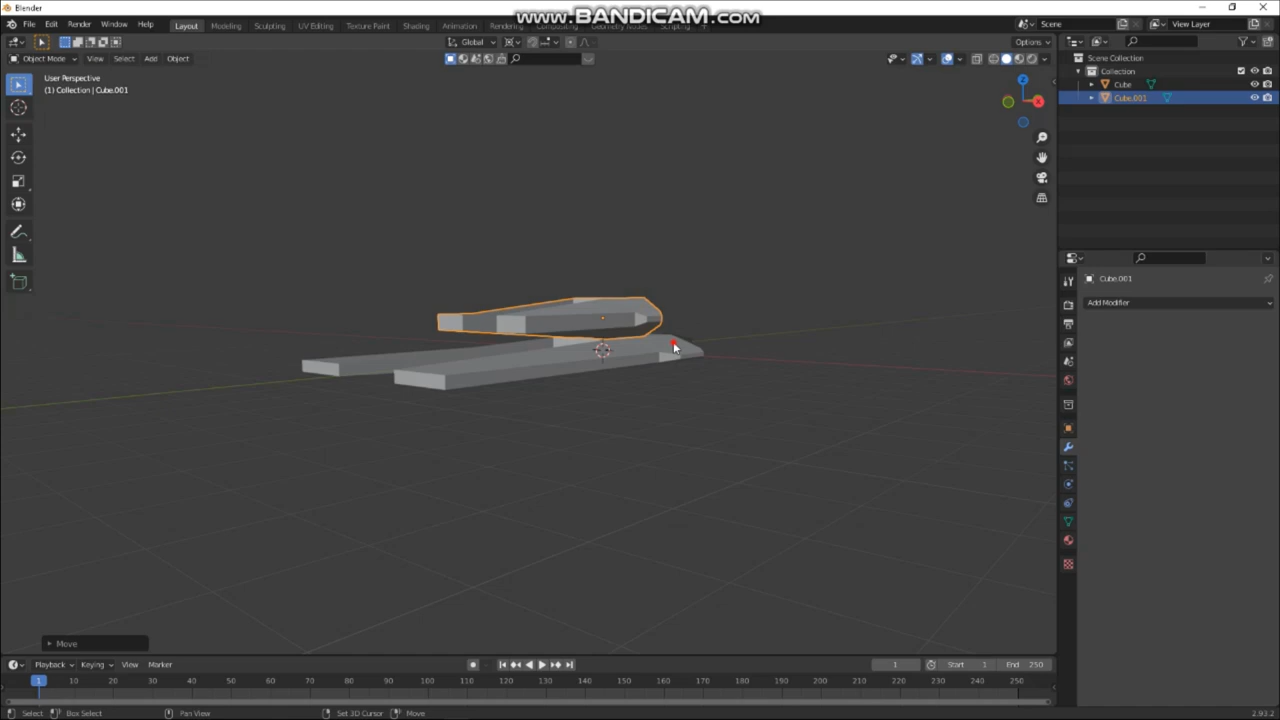 Blender
www.BANDICAM.com
File Edit Render Window Help Layout Modeling Sculpting UV Editing Texture Paint Shading Animation Rendering Compositing Geometry Nodes Scripting + Scene View Layer
Global Options
Object Mode View Select Add Object
User Perspective
(1) Collection | Cube.001
Z
X
Scene Collection
Collection
Cube
Cube.001
Cube.001
Add Modifier
Move
Playback Keying View Marker 1 Start 1 End 250
1 10 20 30 40 50 60 70 80 90 100 110 120 130 140 150 160 170 180 190 200 210 220 230 240 250
Select Box Select Pan View Set 3D Cursor Move 2.93.2